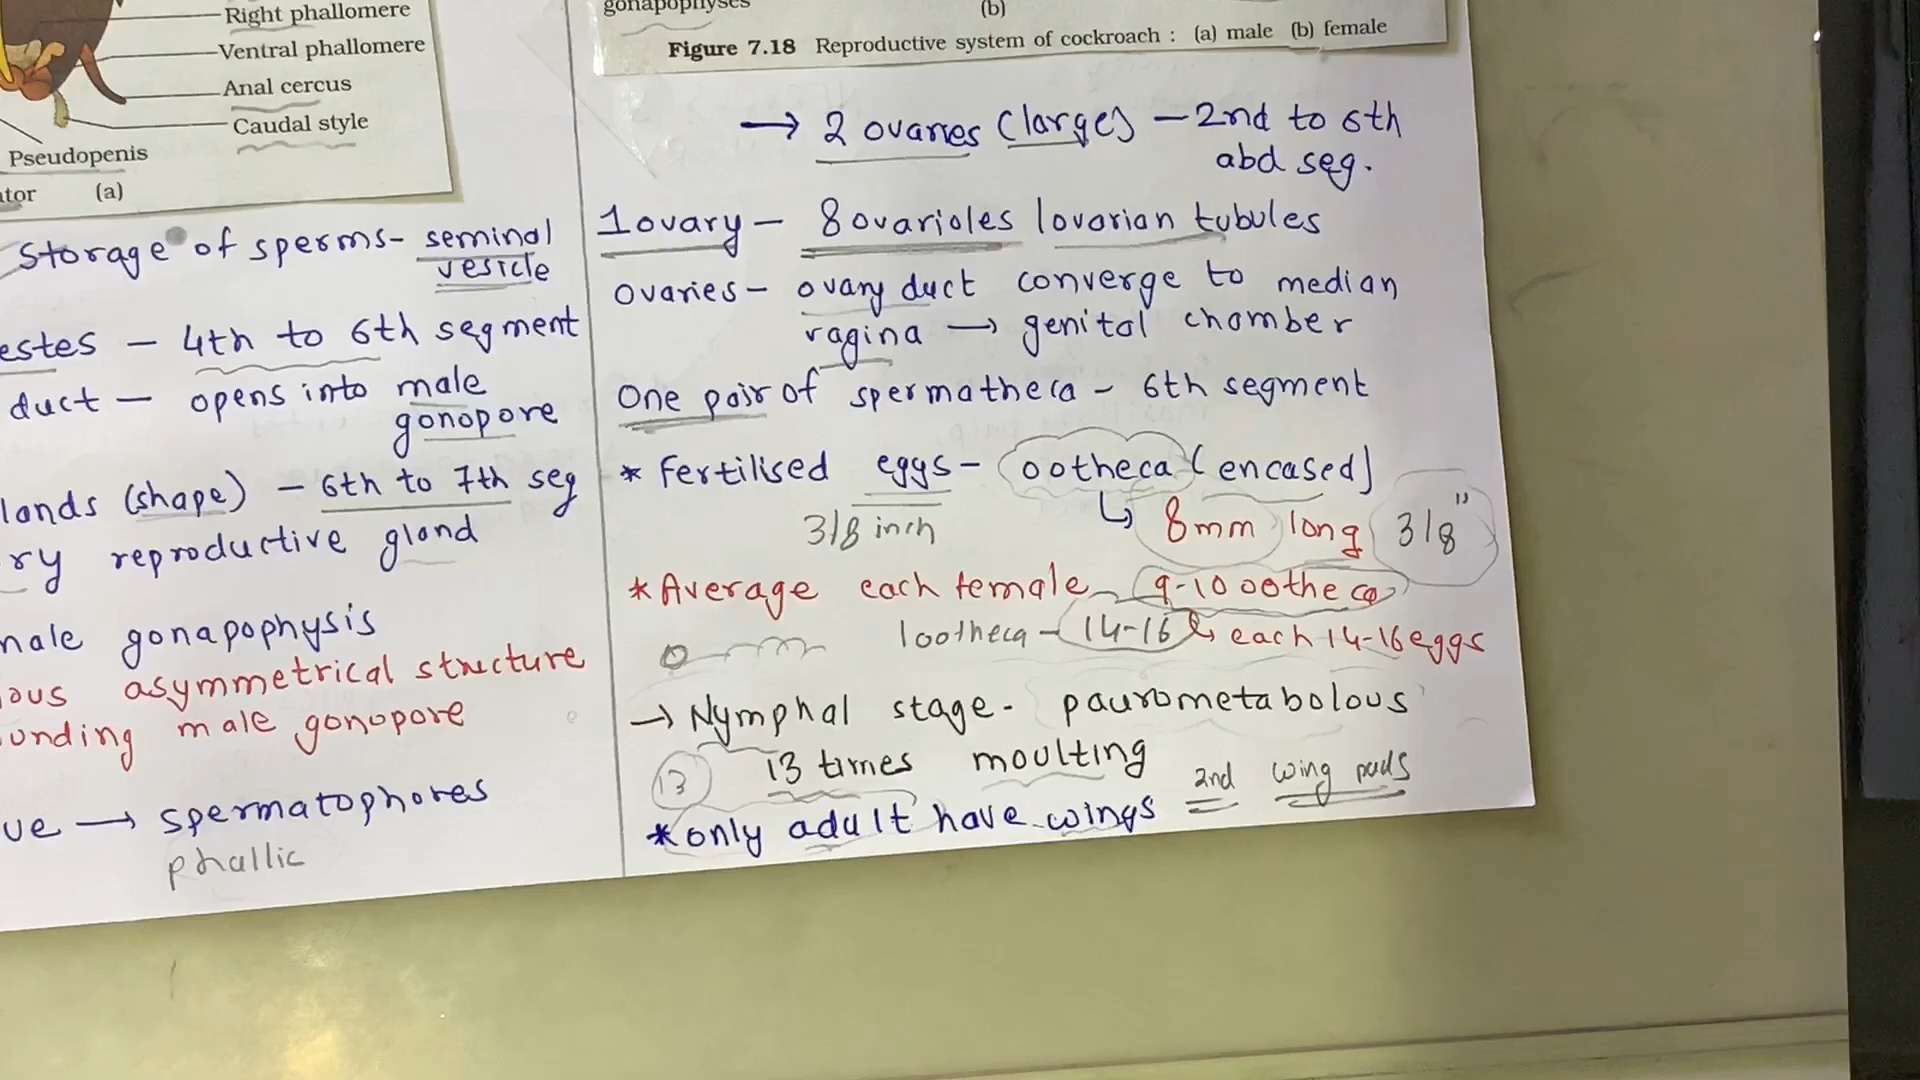 Right phallomere
Ventral phallomere
Anal cercus
Caudal style
Pseudopenis
(a)
Storage of sperms- seminal
vesicle
estes - 4th to 6th segment
duct - opens into male
gonopore
lands (shape) - 6th to 7th seg
ry reproductive gland
male gonapophysis
ious asymmetrical structure
ounding male gonopore
ue → spermatophores
phallic
gonapophyses
(b)
Figure 7.18 Reproductive system of cockroach : (a) male (b) female
→ 2 ovaries (large) - 2nd to 6th
abd seg.
1 ovary - 8 ovarioles / ovarian tubules
ovaries - ovary duct converge to median
vagina → genital chamber
One pair of spermatheca - 6th segment
* Fertilised eggs - ootheca (encased)
3/8 inch
↳ 8mm long 3/8"
* Average each female - 9-10 ootheca
1 ootheca - 14-16 ↳ each 14-16 eggs
→ Nymphal stage - paurometabolous
13 13 times moulting
2nd wing pads
* only adult have wings